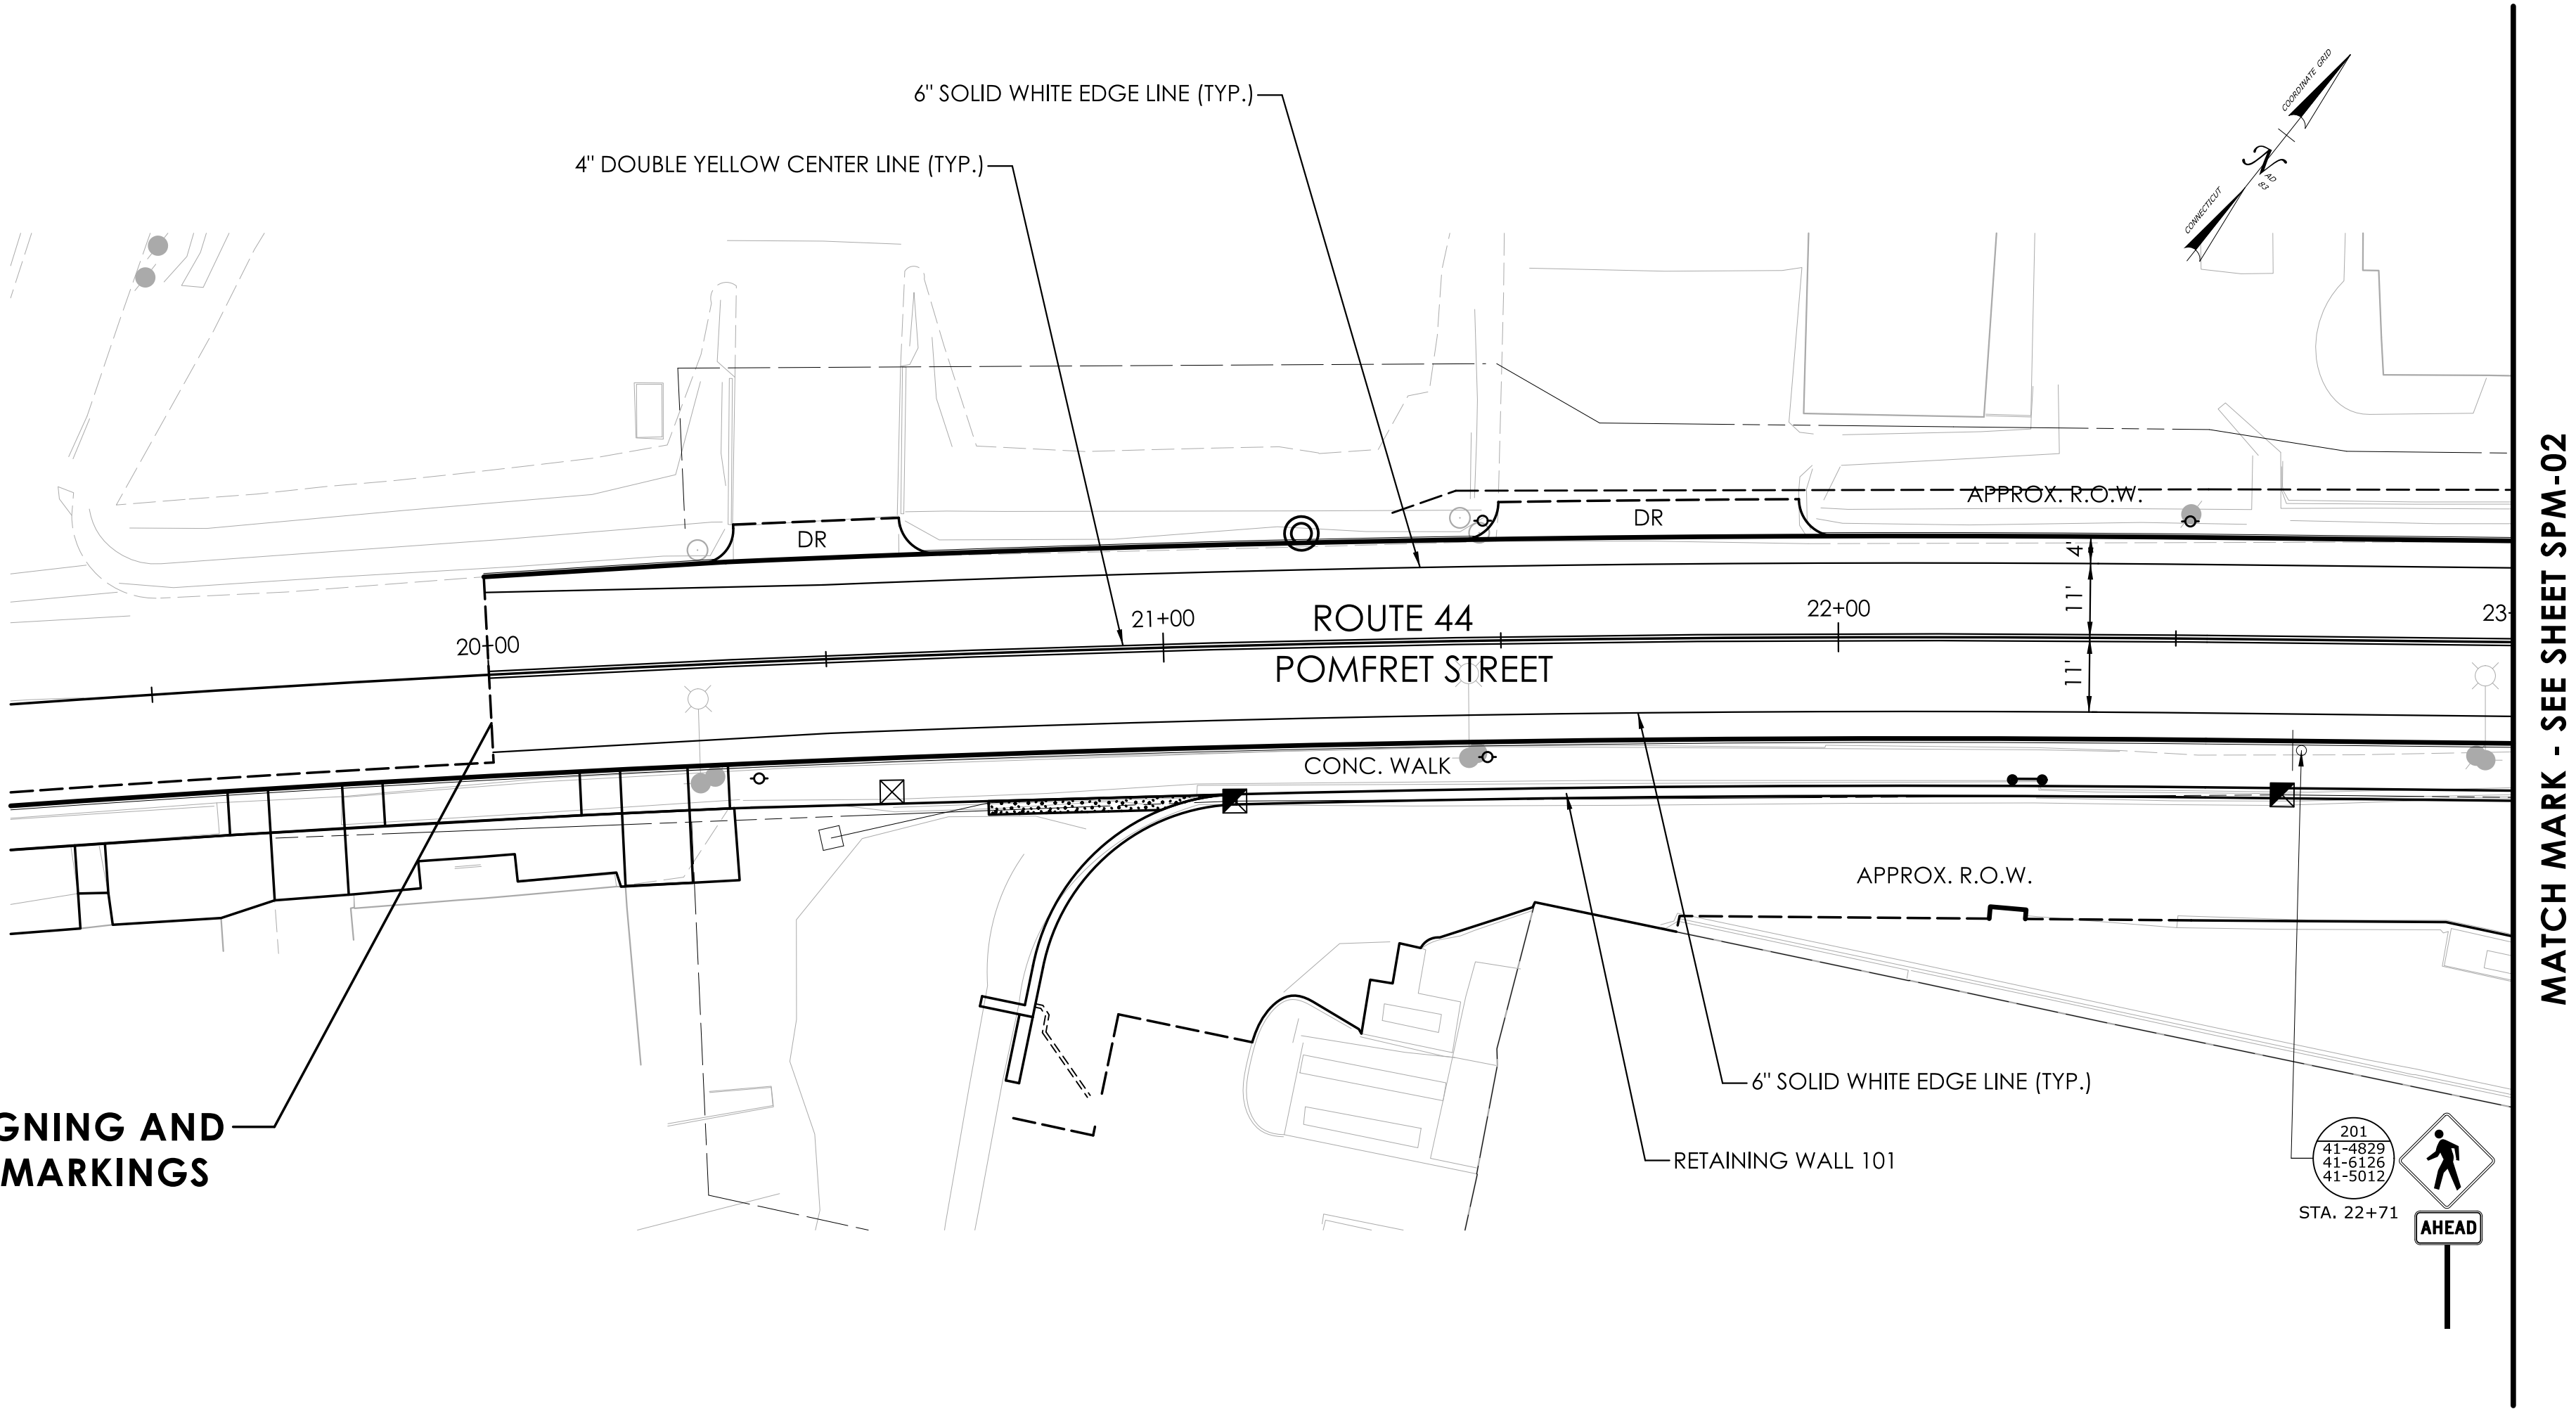 6" SOLID WHITE EDGE LINE (TYP.)
4" DOUBLE YELLOW CENTER LINE (TYP.)
COORDINATE GRID
N
AD
83
CONNECTICUT
APPROX. R.O.W.
DR
DR
4'
11'
ROUTE 44
20+00
21+00
22+00
23
POMFRET STREET
11'
CONC. WALK
APPROX. R.O.W.
6" SOLID WHITE EDGE LINE (TYP.)
RETAINING WALL 101
GNING AND
MARKINGS
201
41-4829
41-6126
41-5012
STA. 22+71
AHEAD
MATCH MARK - SEE SHEET SPM-02